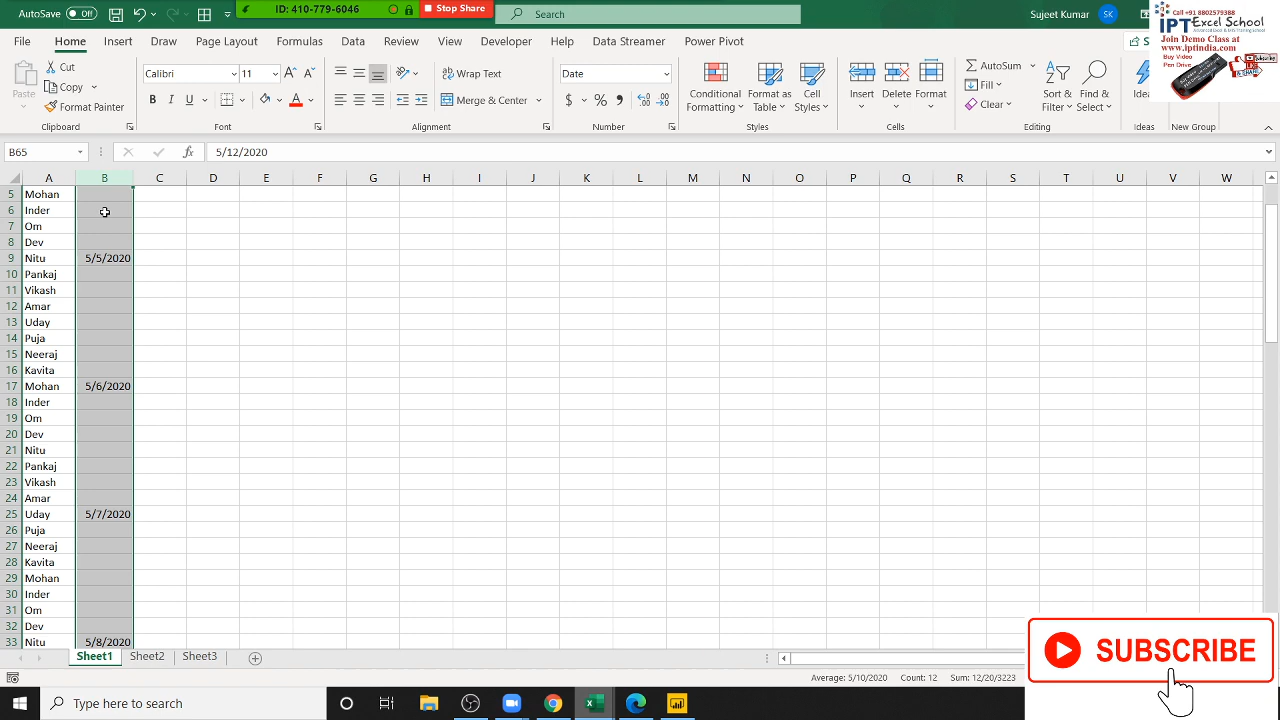 AutoSave Off
ID: 410-779-6046
Stop Share
Search
Sujeet Kumar
SK
Call +91 8802579388
IPT Excel School
Join Demo Class at
www.iptindia.com
Buy Video
Pen Drive
File Home Insert Draw Page Layout Formulas Data Review View Developer Help Data Streamer Power Pivot
Cut
Copy
Format Painter
Paste
Clipboard
Calibri 11
B I U
Font
Wrap Text
Merge & Center
Alignment
Date
$ % ,
Number
Conditional Formatting
Format as Table
Cell Styles
Styles
Insert Delete Format
Cells
AutoSum
Fill
Clear
Sort & Filter
Find & Select
Editing
Ideas
Ideas
New Group
B65
fx
5/12/2020
A B C D E F G H I J K L M N O P Q R S T U V W
5 Mohan
6 Inder
7 Om
8 Dev
9 Nitu 5/5/2020
10 Pankaj
11 Vikash
12 Amar
13 Uday
14 Puja
15 Neeraj
16 Kavita
17 Mohan 5/6/2020
18 Inder
19 Om
20 Dev
21 Nitu
22 Pankaj
23 Vikash
24 Amar
25 Uday 5/7/2020
26 Puja
27 Neeraj
28 Kavita
29 Mohan
30 Inder
31 Om
32 Dev
33 Nitu 5/8/2020
Sheet1 Sheet2 Sheet3
Average: 5/10/2020 Count: 12 Sum: 12/20/3223
SUBSCRIBE
Type here to search